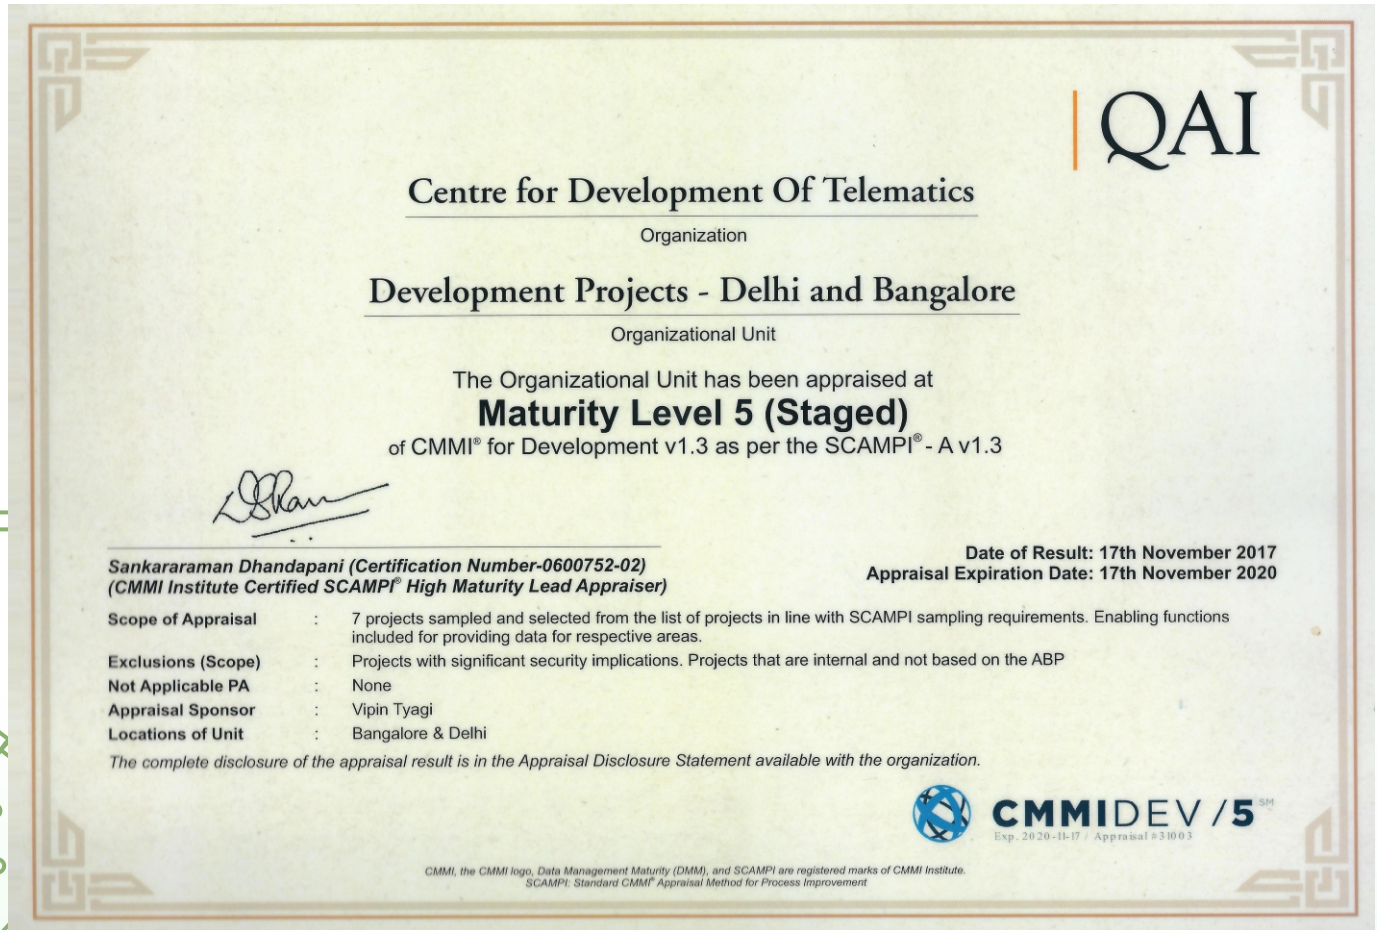 QAI
Centre for Development Of Telematics
Organization
Development Projects - Delhi and Bangalore
Organizational Unit
The Organizational Unit has been appraised at
Maturity Level 5 (Staged)
of CMMI® for Development v1.3 as per the SCAMPI® - A v1.3
Sankararaman Dhandapani (Certification Number-0600752-02)
(CMMI Institute Certified SCAMPI® High Maturity Lead Appraiser)
Date of Result: 17th November 2017
Appraisal Expiration Date: 17th November 2020
Scope of Appraisal : 7 projects sampled and selected from the list of projects in line with SCAMPI sampling requirements. Enabling functions
included for providing data for respective areas.
Exclusions (Scope) : Projects with significant security implications. Projects that are internal and not based on the ABP
Not Applicable PA : None
Appraisal Sponsor : Vipin Tyagi
Locations of Unit : Bangalore & Delhi
The complete disclosure of the appraisal result is in the Appraisal Disclosure Statement available with the organization.
CMMIDEV/5℠
Exp. 2020-11-17 / Appraisal #31003
CMMI, the CMMI logo, Data Management Maturity (DMM), and SCAMPI are registered marks of CMMI Institute.
SCAMPI: Standard CMMI® Appraisal Method for Process Improvement